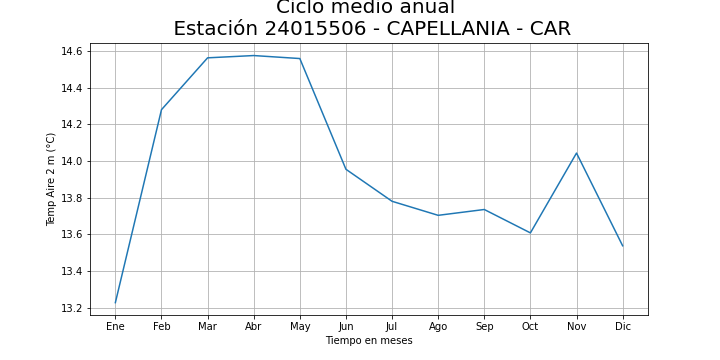 Ciclo medio anual
Estación 24015506 - CAPELLANIA - CAR
14.6
14.4
14.2
14.0
13.8
13.6
13.4
13.2
Temp Aire 2 m (°C)
Ene Feb Mar Abr May Jun Jul Ago Sep Oct Nov Dic
Tiempo en meses